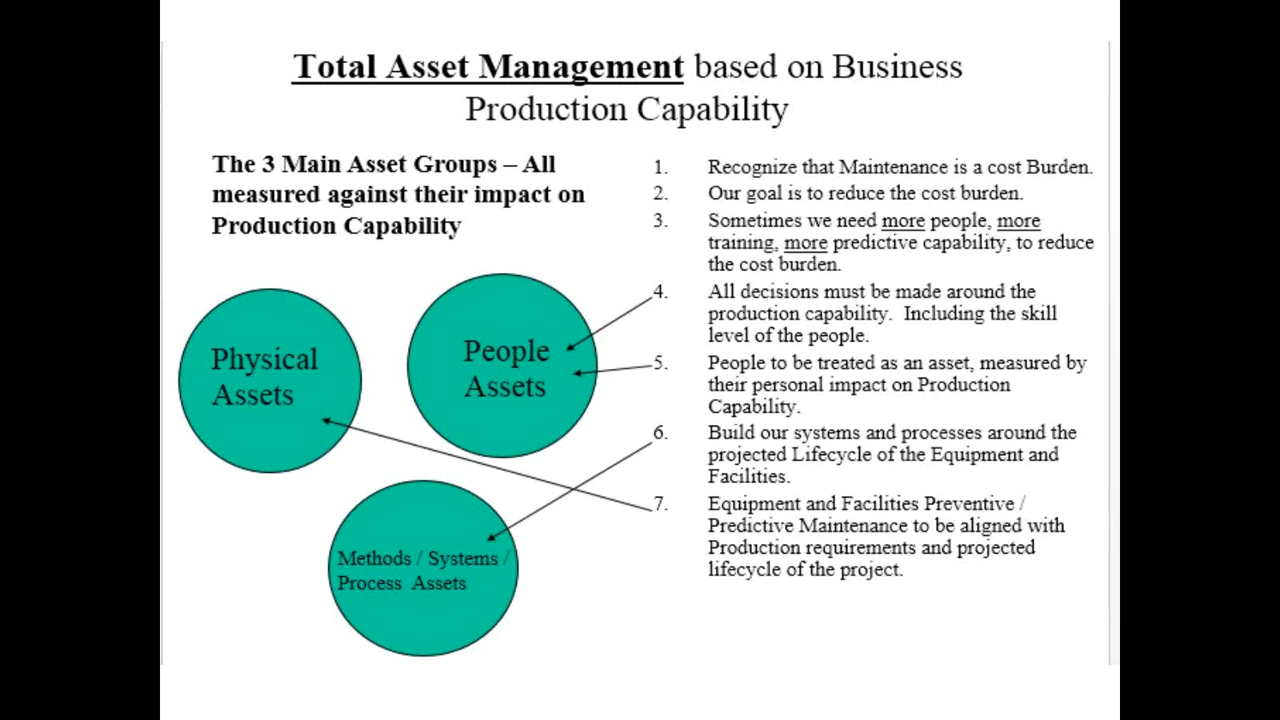 Total Asset Management based on Business
Production Capability
The 3 Main Asset Groups – All
measured against their impact on
Production Capability
Physical
Assets
People
Assets
Methods / Systems /
Process Assets
1. Recognize that Maintenance is a cost Burden.
2. Our goal is to reduce the cost burden.
3. Sometimes we need more people, more
training, more predictive capability, to reduce
the cost burden.
4. All decisions must be made around the
production capability. Including the skill
level of the people.
5. People to be treated as an asset, measured by
their personal impact on Production
Capability.
6. Build our systems and processes around the
projected Lifecycle of the Equipment and
Facilities.
7. Equipment and Facilities Preventive /
Predictive Maintenance to be aligned with
Production requirements and projected
lifecycle of the project.